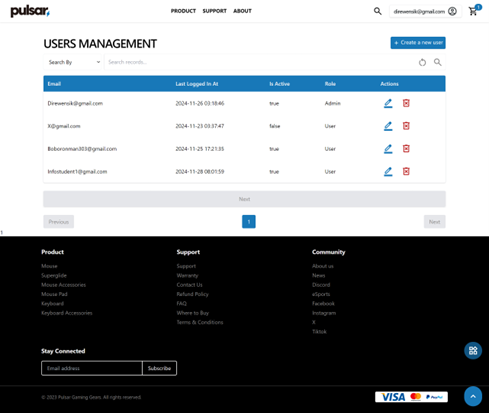 pulsar.
PRODUCT SUPPORT ABOUT
direwersik@gmail.com
1
USERS MANAGEMENT
+ Create a new user
Search By
Search records...
Email Last Logged In At Is Active Role Actions
Direwersik@gmail.com 2024-11-26 03:18:46 true Admin
X@gmail.com 2024-11-23 03:37:47 false User
Boboronman303@gmail.com 2024-11-25 17:21:35 true User
Infostudent1@gmail.com 2024-11-28 08:01:59 true User
Next
Previous 1 Next
1
Product Support Community
Mouse Support About us
Superglide Warranty News
Mouse Accessories Contact Us Discord
Mouse Pad Refund Policy eSports
Keyboard FAQ Facebook
Keyboard Accessories Where to Buy Instagram
Terms & Conditions X
Tiktok
Stay Connected
Email address Subscribe
© 2023 Pulsar Gaming Gears. All rights reserved.
VISA PayPal